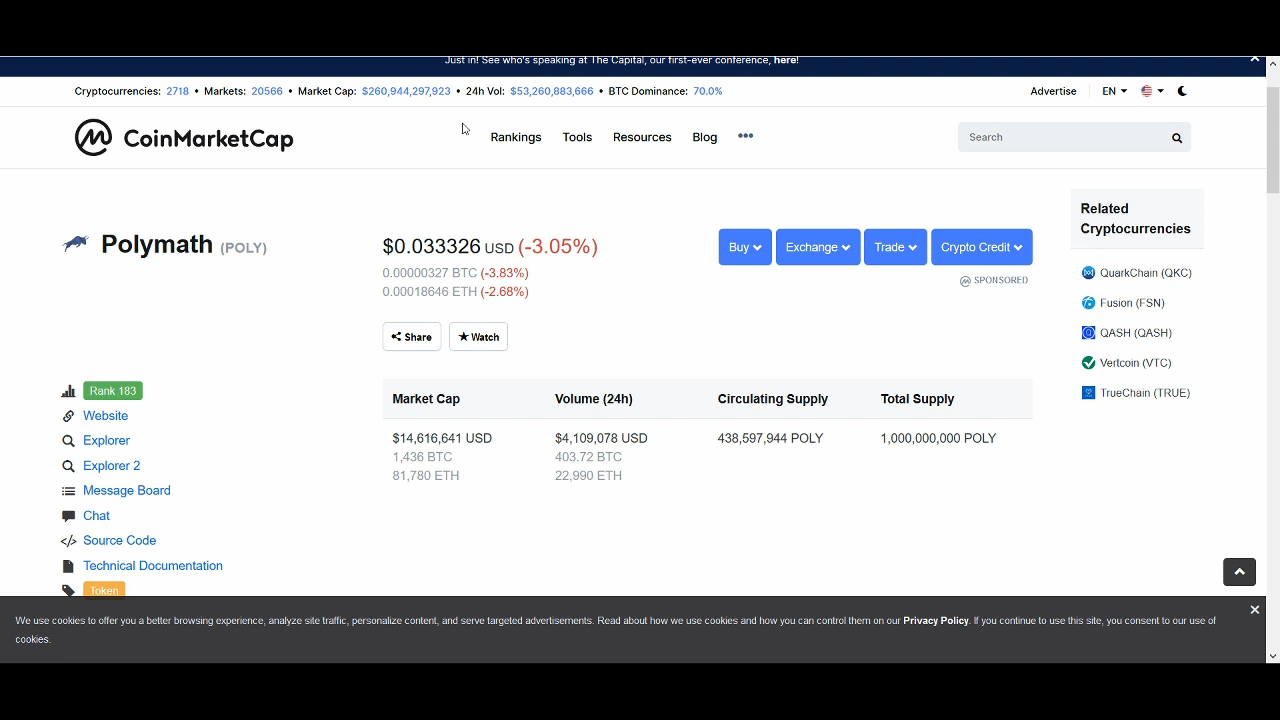 Just in! See who's speaking at The Capital, our first-ever conference, here!
Cryptocurrencies: 2718 • Markets: 20566 • Market Cap: $260,944,297,923 • 24h Vol: $53,260,883,666 • BTC Dominance: 70.0%
Advertise EN
CoinMarketCap
Rankings Tools Resources Blog •••
Search
Polymath (POLY)
$0.033326 USD (-3.05%)
0.00000327 BTC (-3.83%)
0.00018646 ETH (-2.68%)
Buy Exchange Trade Crypto Credit
SPONSORED
Share Watch
Rank 183
Website
Explorer
Explorer 2
Message Board
Chat
Source Code
Technical Documentation
Token
Market Cap Volume (24h) Circulating Supply Total Supply
$14,616,641 USD $4,109,078 USD 438,597,944 POLY 1,000,000,000 POLY
1,436 BTC 403.72 BTC
81,780 ETH 22,990 ETH
Related
Cryptocurrencies
QuarkChain (QKC)
Fusion (FSN)
QASH (QASH)
Vertcoin (VTC)
TrueChain (TRUE)
We use cookies to offer you a better browsing experience, analyze site traffic, personalize content, and serve targeted advertisements. Read about how we use cookies and how you can control them on our Privacy Policy. If you continue to use this site, you consent to our use of
cookies.